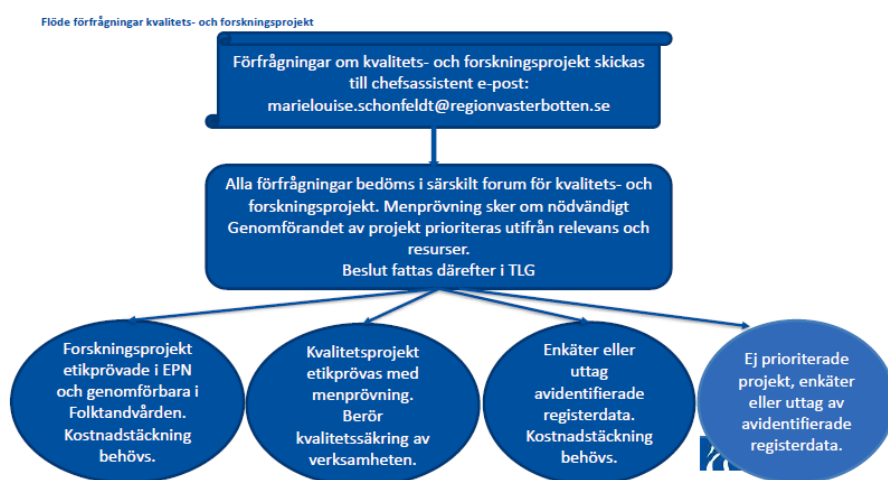 Flöde förfrågningar kvalitets- och forskningsprojekt
Förfrågningar om kvalitets- och forskningsprojekt skickas
till chefsassistent e-post:
marielouise.schonfeldt@regionvasterbotten.se
Alla förfrågningar bedöms i särskilt forum för kvalitets- och
forskningsprojekt. Menprövning sker om nödvändigt
Genomförandet av projekt prioriteras utifrån relevans och
resurser.
Beslut fattas därefter i TLG
Forskningsprojekt
etikprövade i EPN
och genomförbara i
Folktandvården.
Kostnadstäckning
behövs.
Kvalitetsprojekt
etikprövas med
menprövning.
Berör
kvalitetssäkring av
verksamheten.
Enkäter eller
uttag
avidentifierade
registerdata.
Kostnadstäckning
behövs.
Ej prioriterade
projekt, enkäter
eller uttag av
avidentifierade
registerdata.